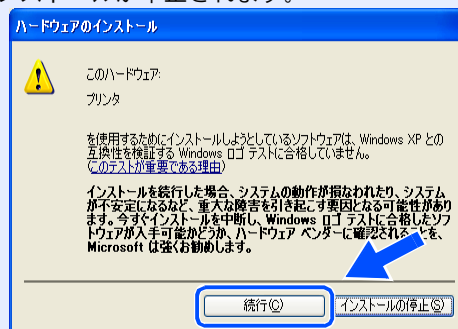 ストールが中止されます。
ハードウェアのインストール
このハードウェア:
プリンタ
を使用するためにインストールしようとしているソフトウェアは、Windows XP との
互換性を検証する Windows ロゴ テストに合格していません。
(このテストが重要である理由)
インストールを続行した場合、システムの動作が損なわれたり、システム
が不安定になるなど、重大な障害を引き起こす要因となる可能性があり
ます。今すぐインストールを中断し、Windows ロゴ テストに合格したソフ
トウェアが入手可能かどうか、ハードウェア ベンダーに確認されることを、
Microsoft は強くお勧めします。
続行(C)
インストールの停止(S)